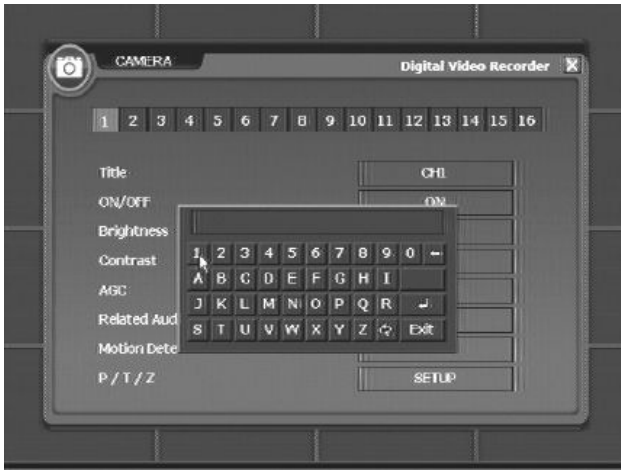 CAMERA
Digital Video Recorder X
1 2 3 4 5 6 7 8 9 10 11 12 13 14 15 16
Title CH1
ON/OFF ON
Brightness
Contrast
AGC
Related Aud
Motion Dete
P / T / Z SETUP
1 2 3 4 5 6 7 8 9 0 ←
A B C D E F G H I
J K L M N O P Q R ↵
S T U V W X Y Z Exit